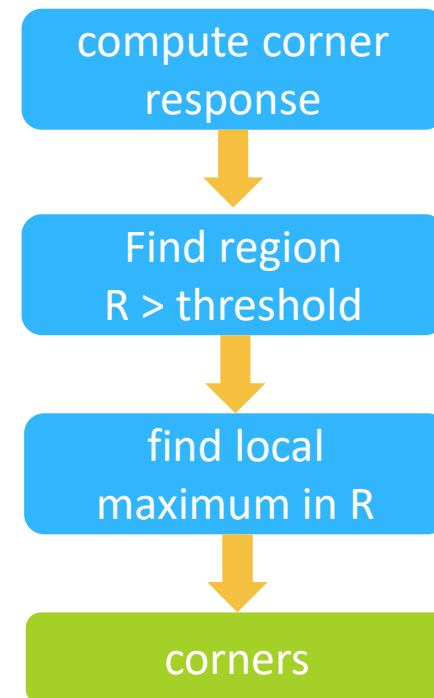 compute corner
response
Find region
R > threshold
find local
maximum in R
corners